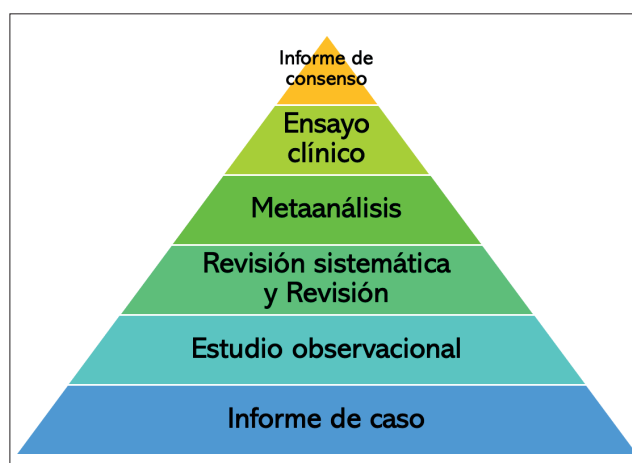 Informe de
consenso
Ensayo
clínico
Metaanálisis
Revisión sistemática
y Revisión
Estudio observacional
Informe de caso